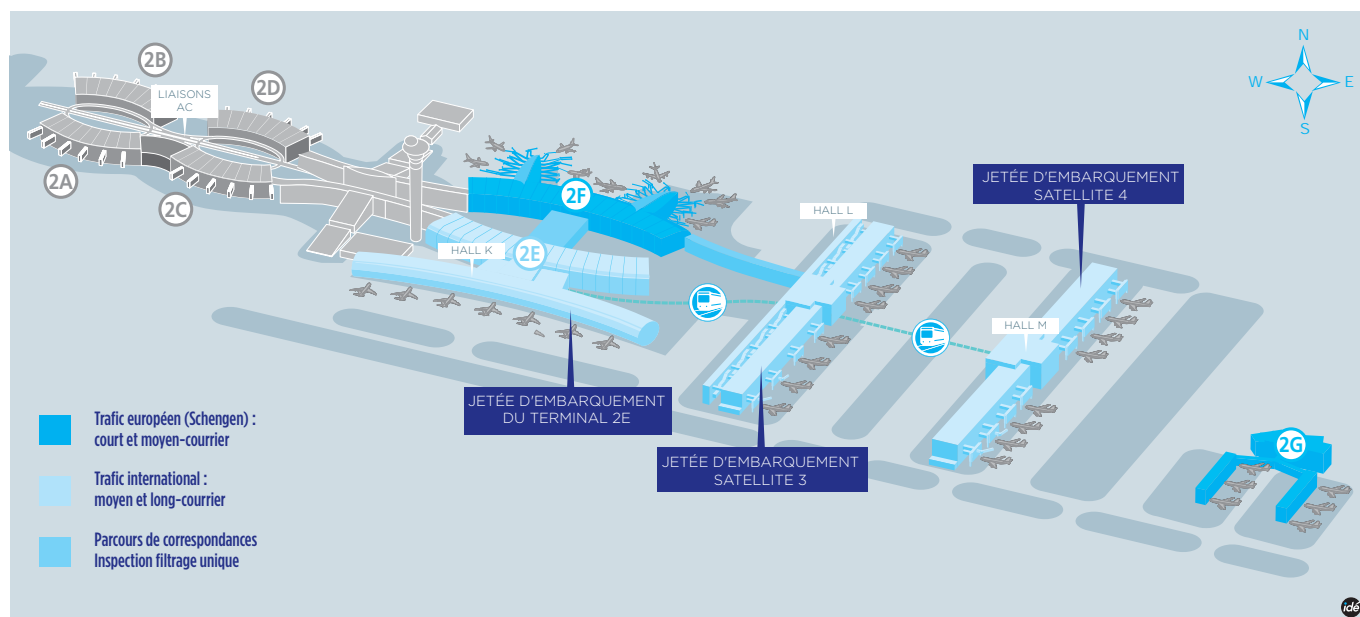 2B
2D
LIAISONS
AC
2A
2C
2F
2E
HALL K
HALL L
HALL M
2G
N
W
E
S
JETÉE D'EMBARQUEMENT
SATELLITE 4
JETÉE D'EMBARQUEMENT
DU TERMINAL 2E
JETÉE D'EMBARQUEMENT
SATELLITE 3
Trafic européen (Schengen) :
court et moyen-courrier
Trafic international :
moyen et long-courrier
Parcours de correspondances
Inspection filtrage unique
idé